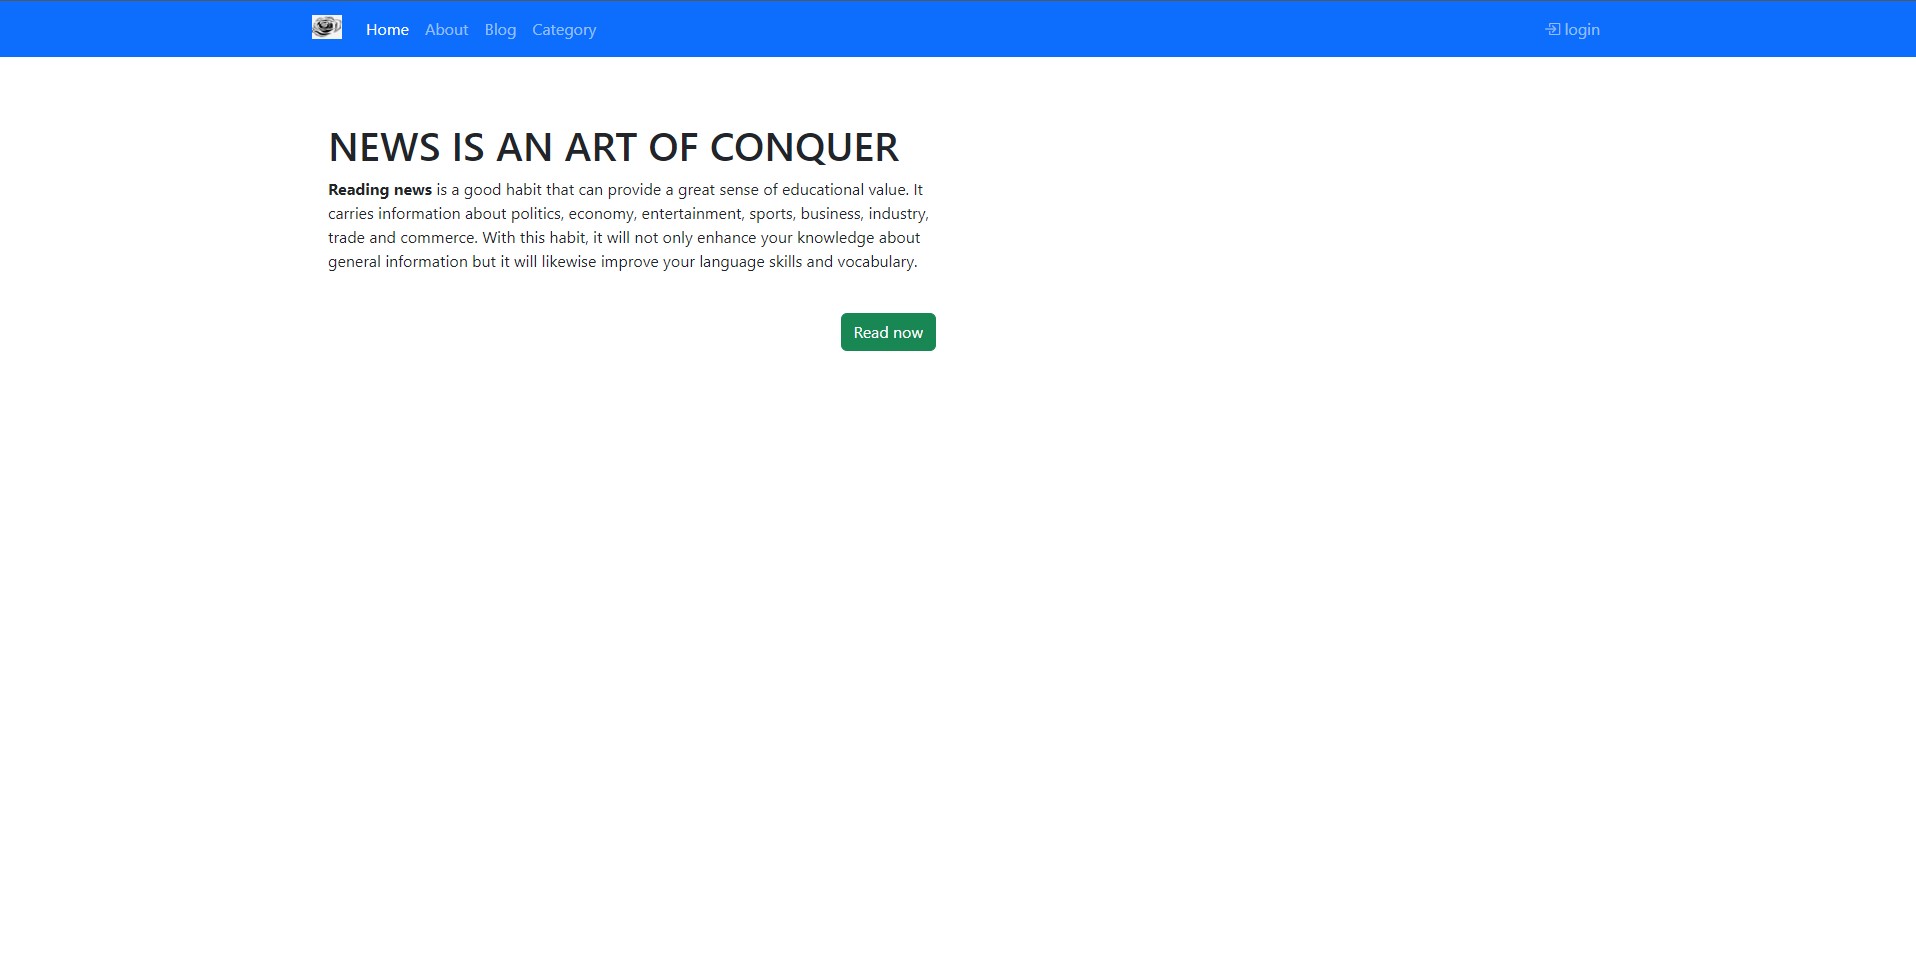 Home About Blog Category login
NEWS IS AN ART OF CONQUER
Reading news is a good habit that can provide a great sense of educational value. It
carries information about politics, economy, entertainment, sports, business, industry,
trade and commerce. With this habit, it will not only enhance your knowledge about
general information but it will likewise improve your language skills and vocabulary.
Read now